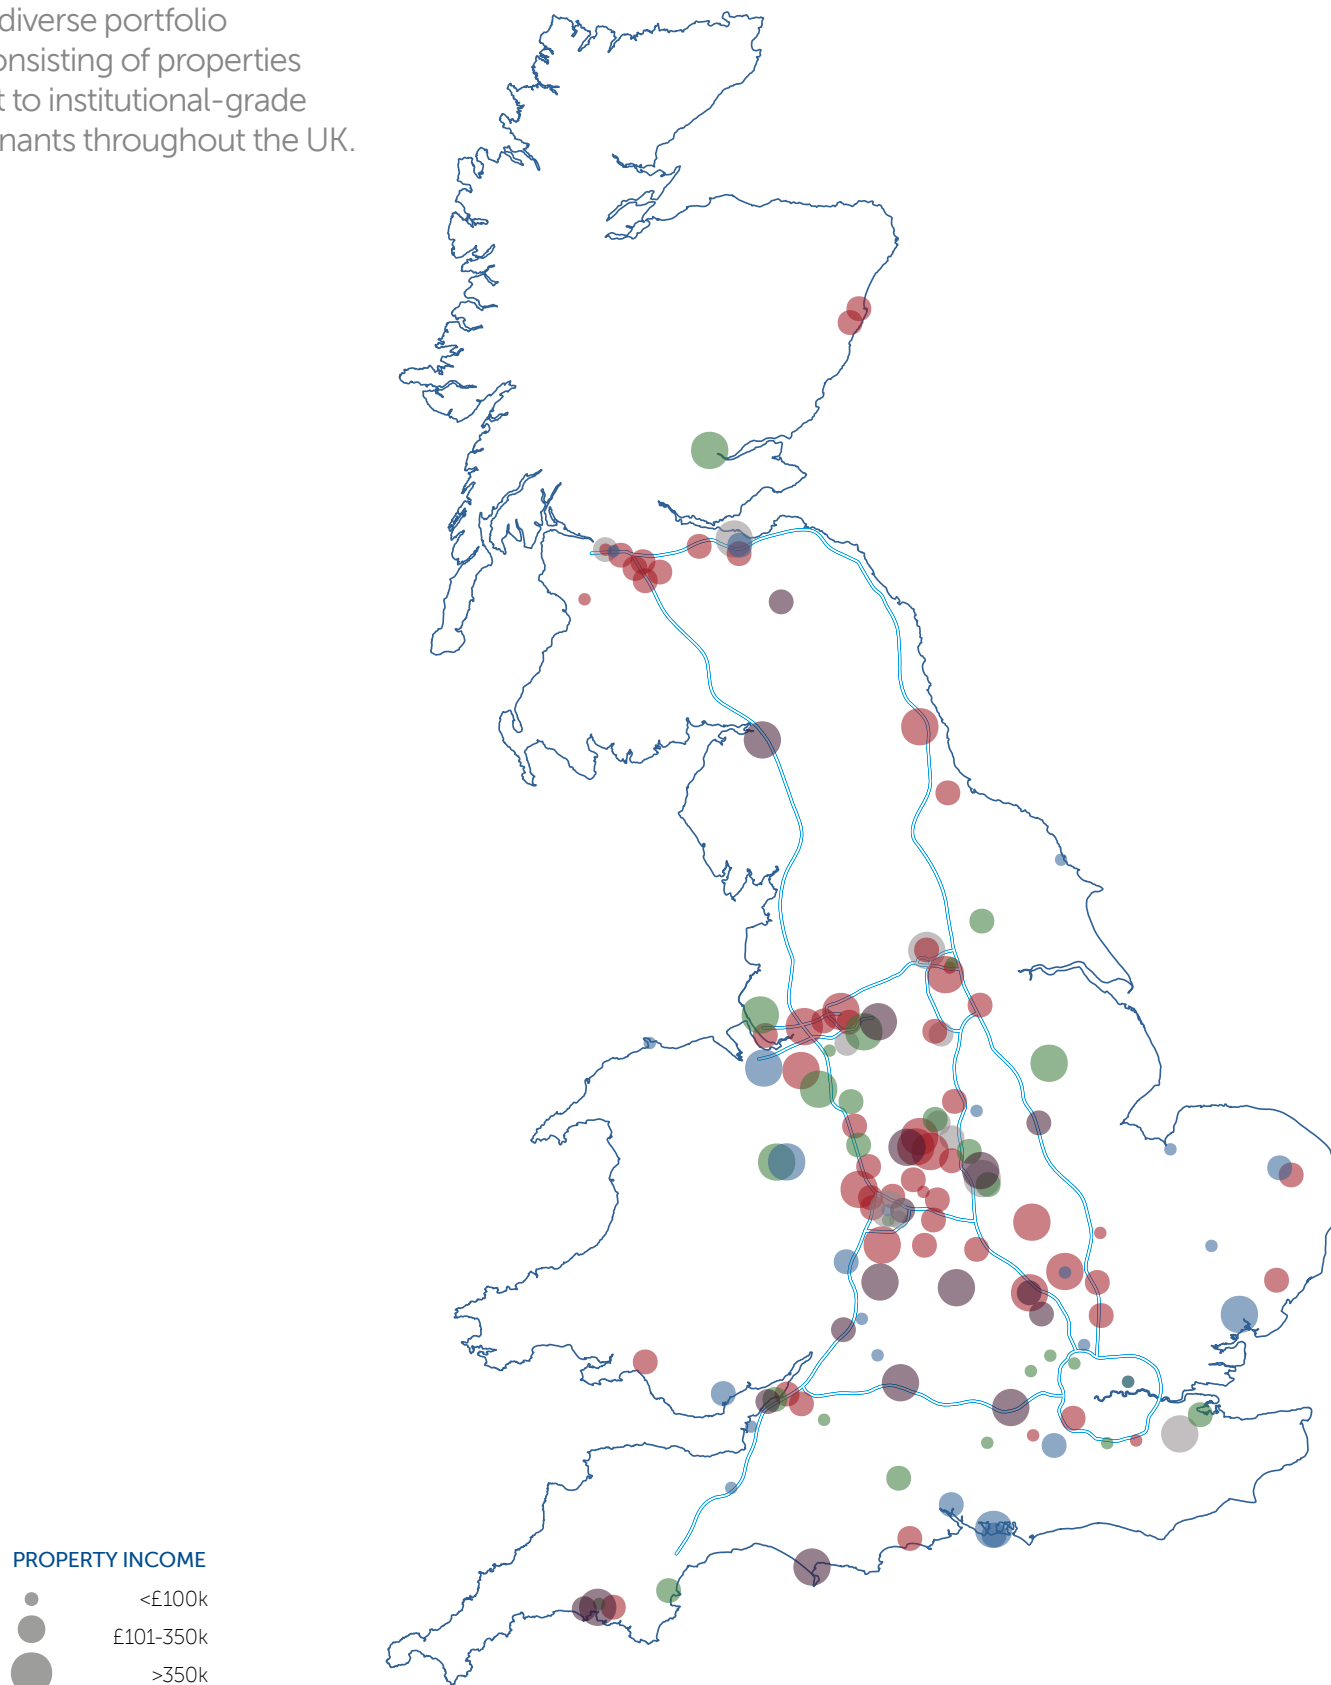 diverse portfolio
onsisting of properties
t to institutional-grade
nants throughout the UK.
PROPERTY INCOME
<£100k
£101-350k
>350k